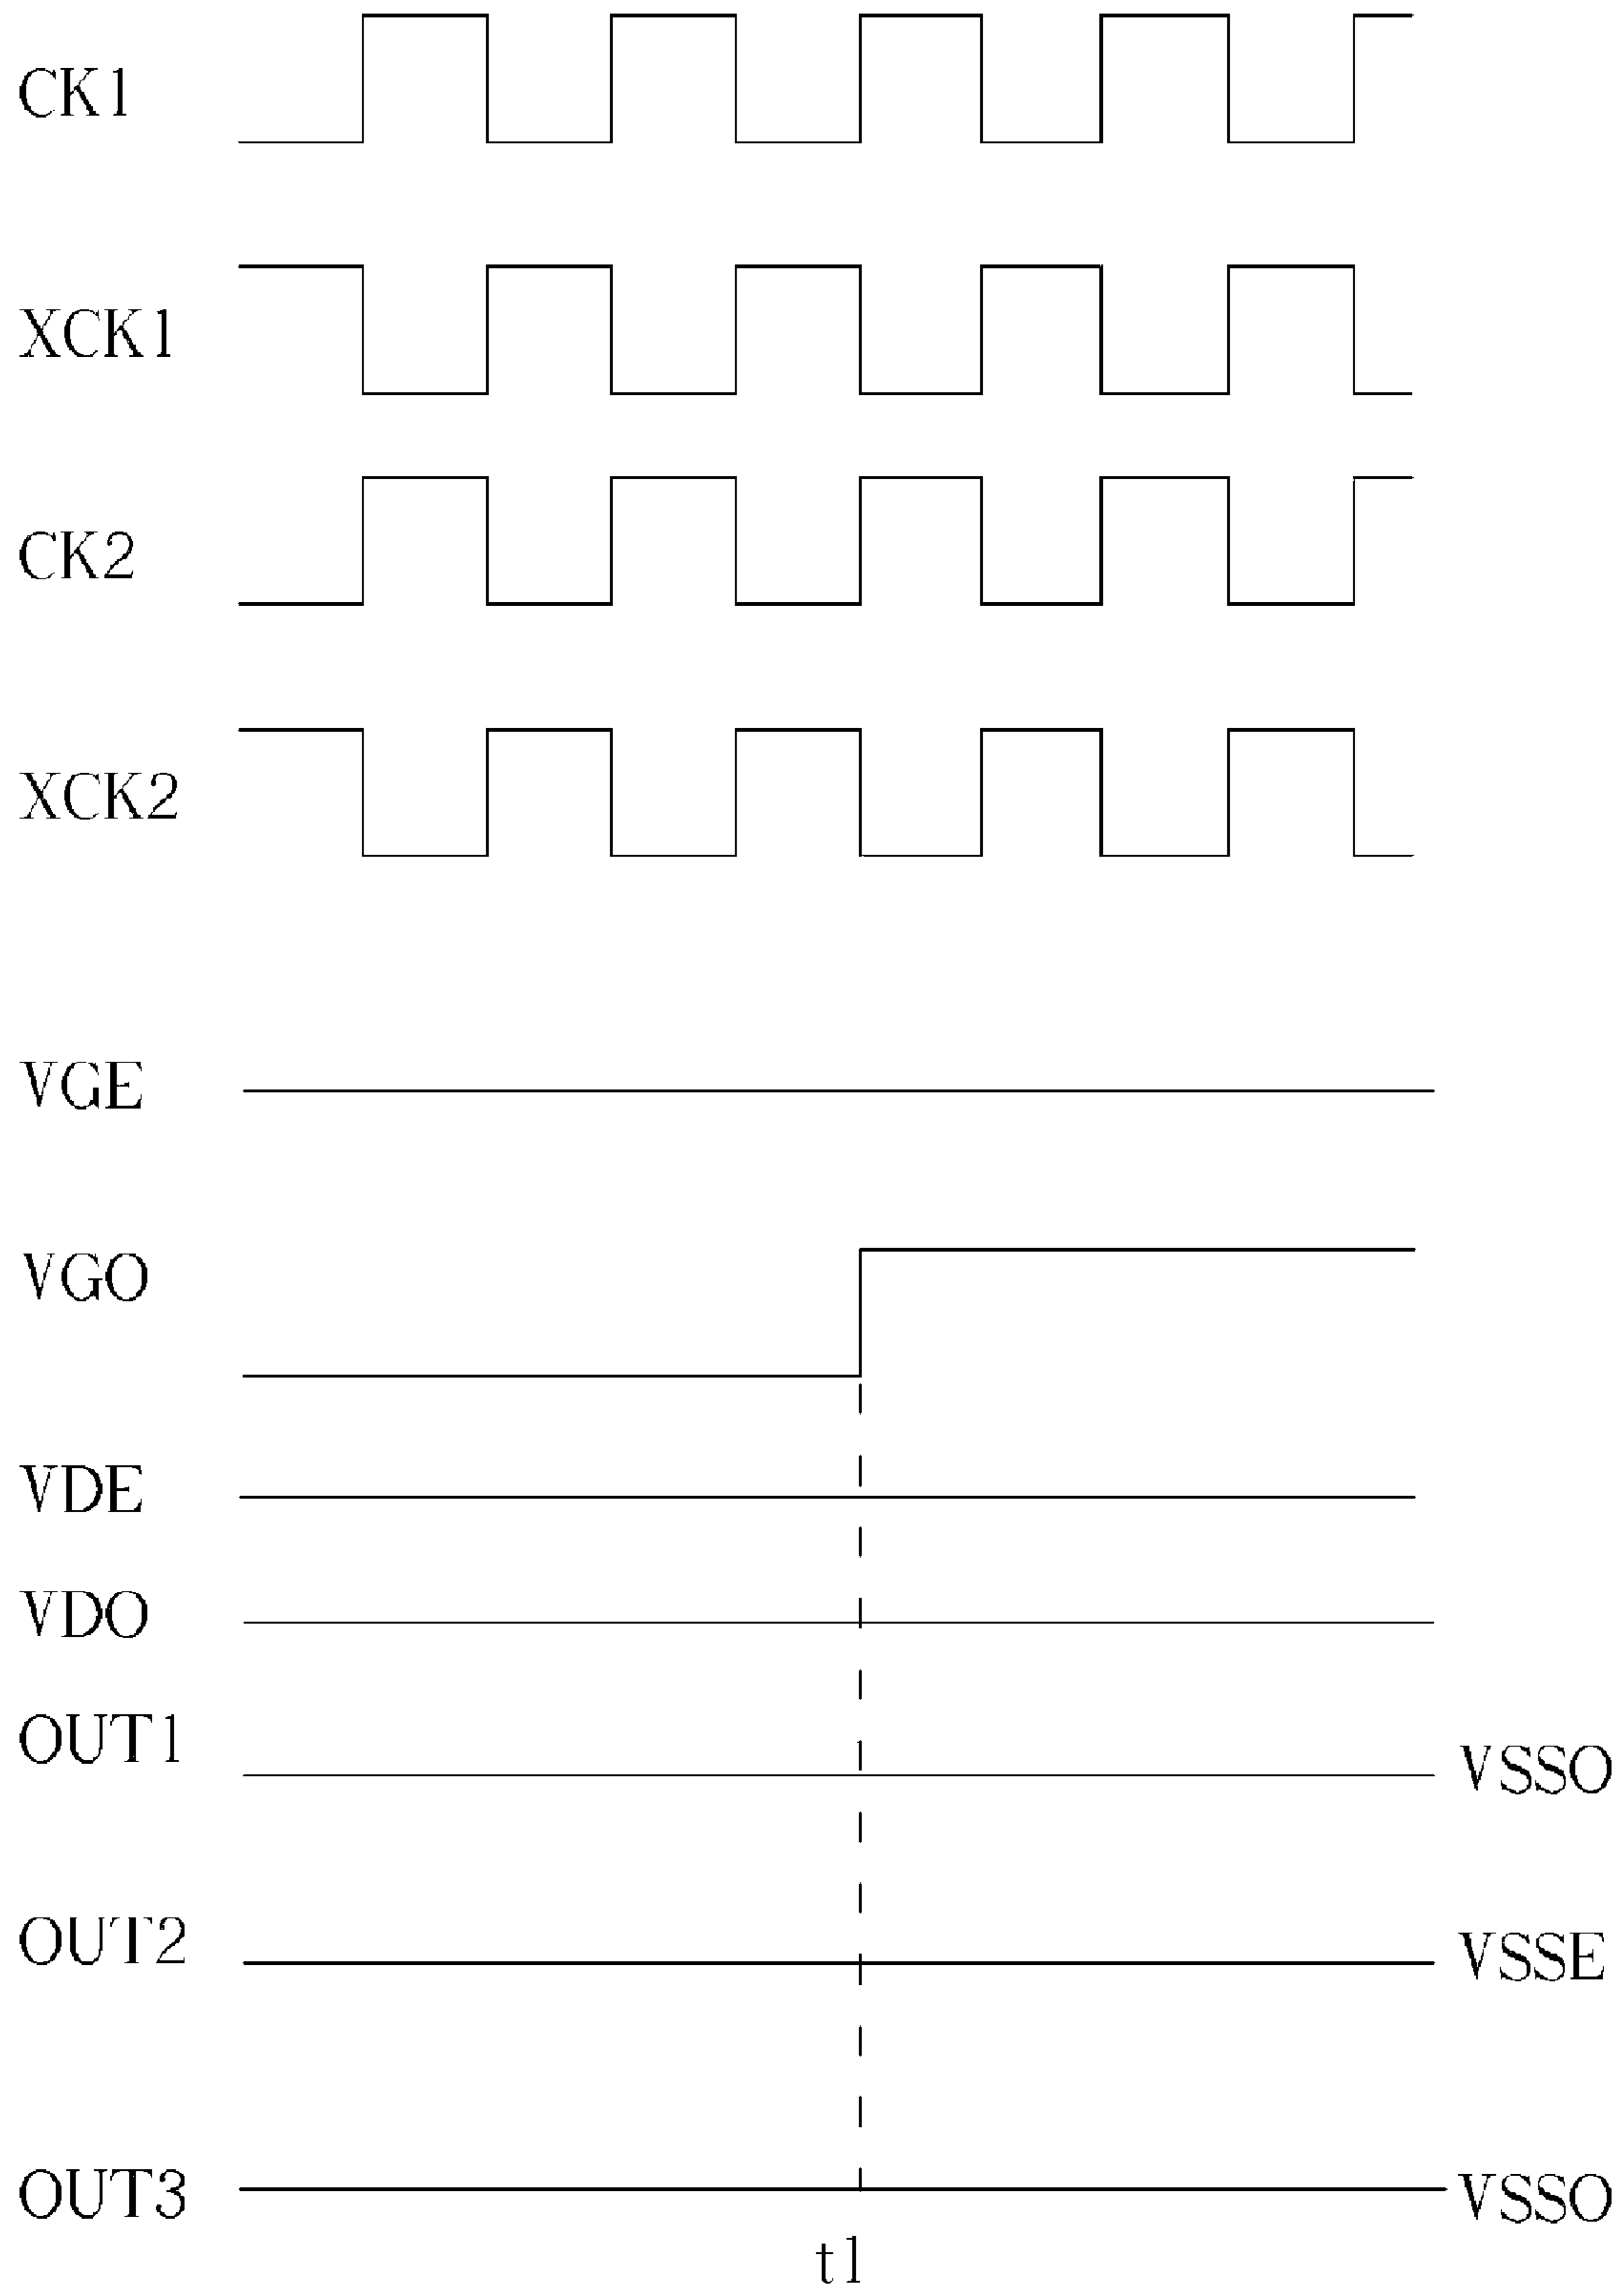 CK1
XCK1
CK2
XCK2
VGE
VGO
VDE
VDO
OUT1
VSSO
OUT2
VSSE
OUT3
VSSO
t1